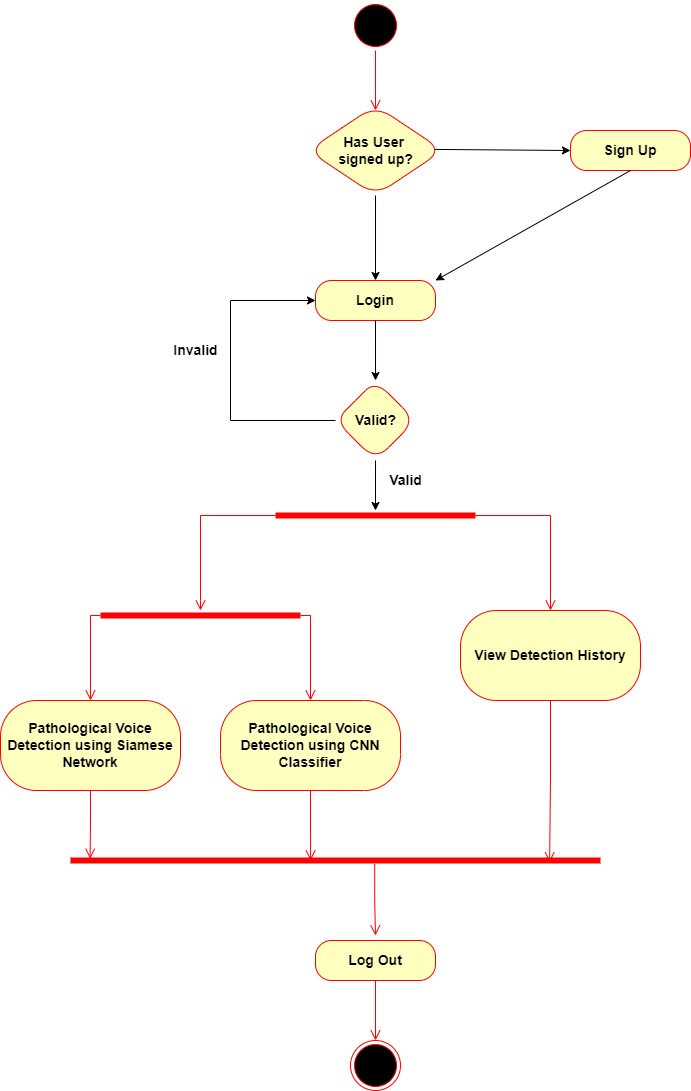 Has User
signed up?
Sign Up
Login
Invalid
Valid?
Valid
View Detection History
Pathological Voice
Detection using Siamese
Network
Pathological Voice
Detection using CNN
Classifier
Log Out